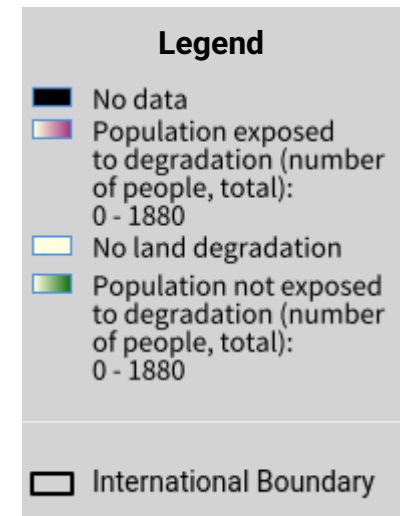 Legend
No data
Population exposed
to degradation (number
of people, total):
0 - 1880
No land degradation
Population not exposed
to degradation (number
of people, total):
0 - 1880
International Boundary